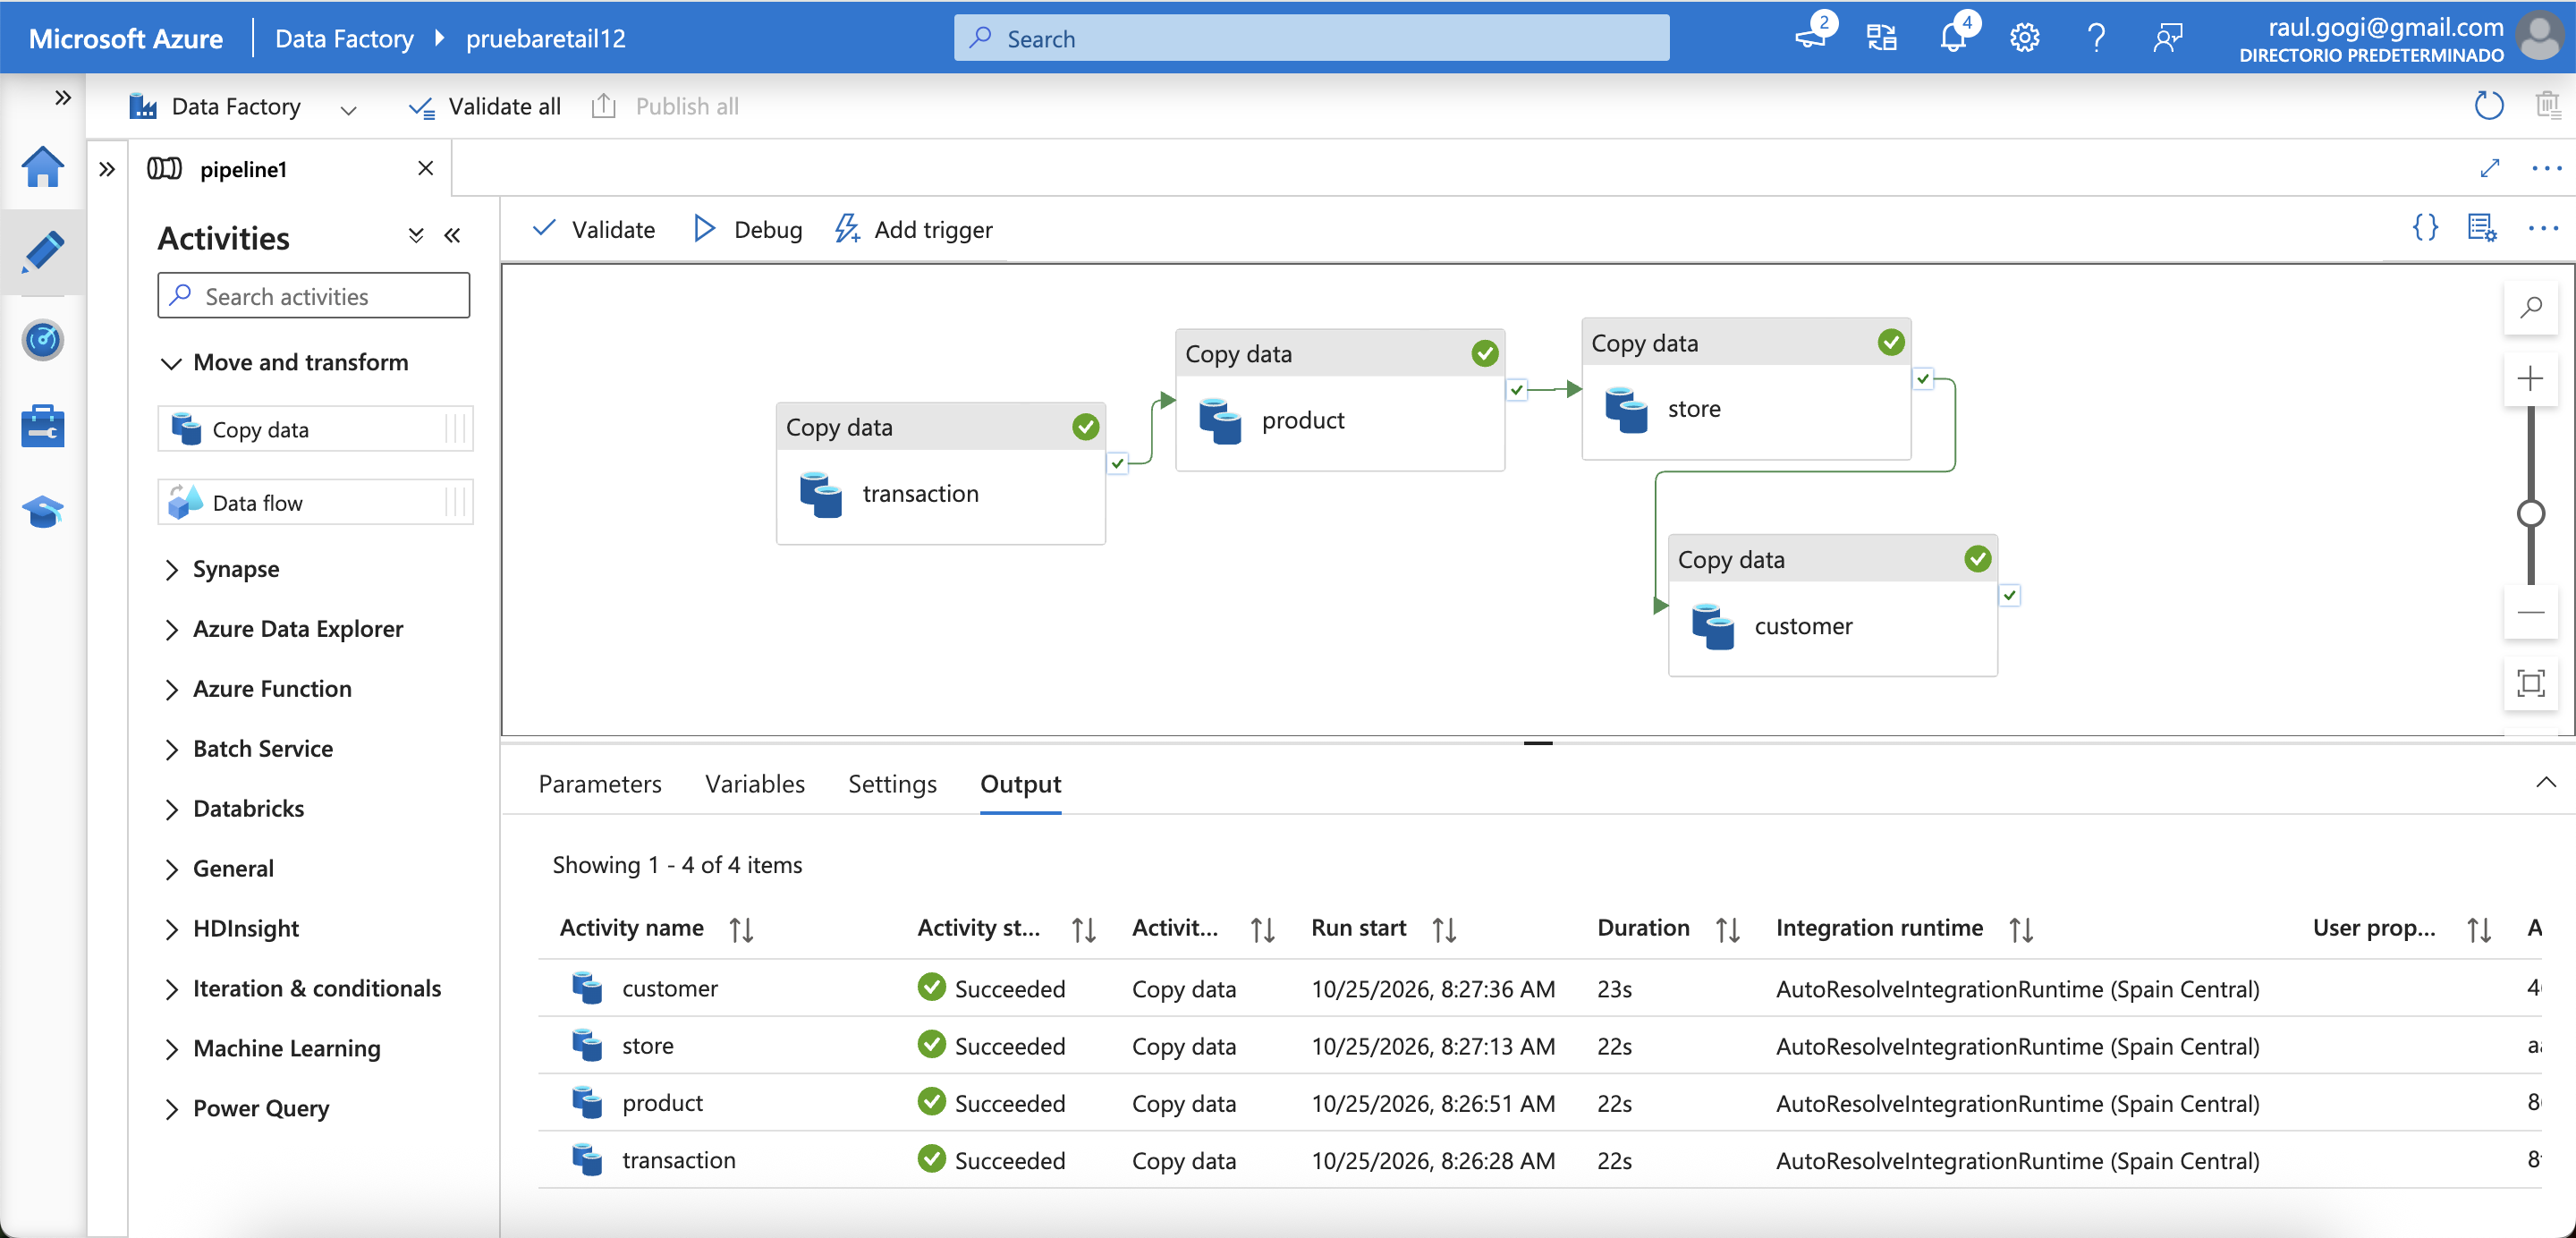 Microsoft Azure
Data Factory
pruebaretail12
Search
2
4
raul.gogi@gmail.com
DIRECTORIO PREDETERMINADO
Data Factory
Validate all
Publish all
pipeline1
Activities
Search activities
Move and transform
Copy data
Data flow
Synapse
Azure Data Explorer
Azure Function
Batch Service
Databricks
General
HDInsight
Iteration & conditionals
Machine Learning
Power Query
Validate
Debug
Add trigger
Copy data
transaction
Copy data
product
Copy data
store
Copy data
customer
Parameters
Variables
Settings
Output
Showing 1 - 4 of 4 items
Activity name
Activity st...
Activit...
Run start
Duration
Integration runtime
User prop...
A
customer Succeeded Copy data 10/25/2026, 8:27:36 AM 23s AutoResolveIntegrationRuntime (Spain Central)
store Succeeded Copy data 10/25/2026, 8:27:13 AM 22s AutoResolveIntegrationRuntime (Spain Central)
product Succeeded Copy data 10/25/2026, 8:26:51 AM 22s AutoResolveIntegrationRuntime (Spain Central)
transaction Succeeded Copy data 10/25/2026, 8:26:28 AM 22s AutoResolveIntegrationRuntime (Spain Central)